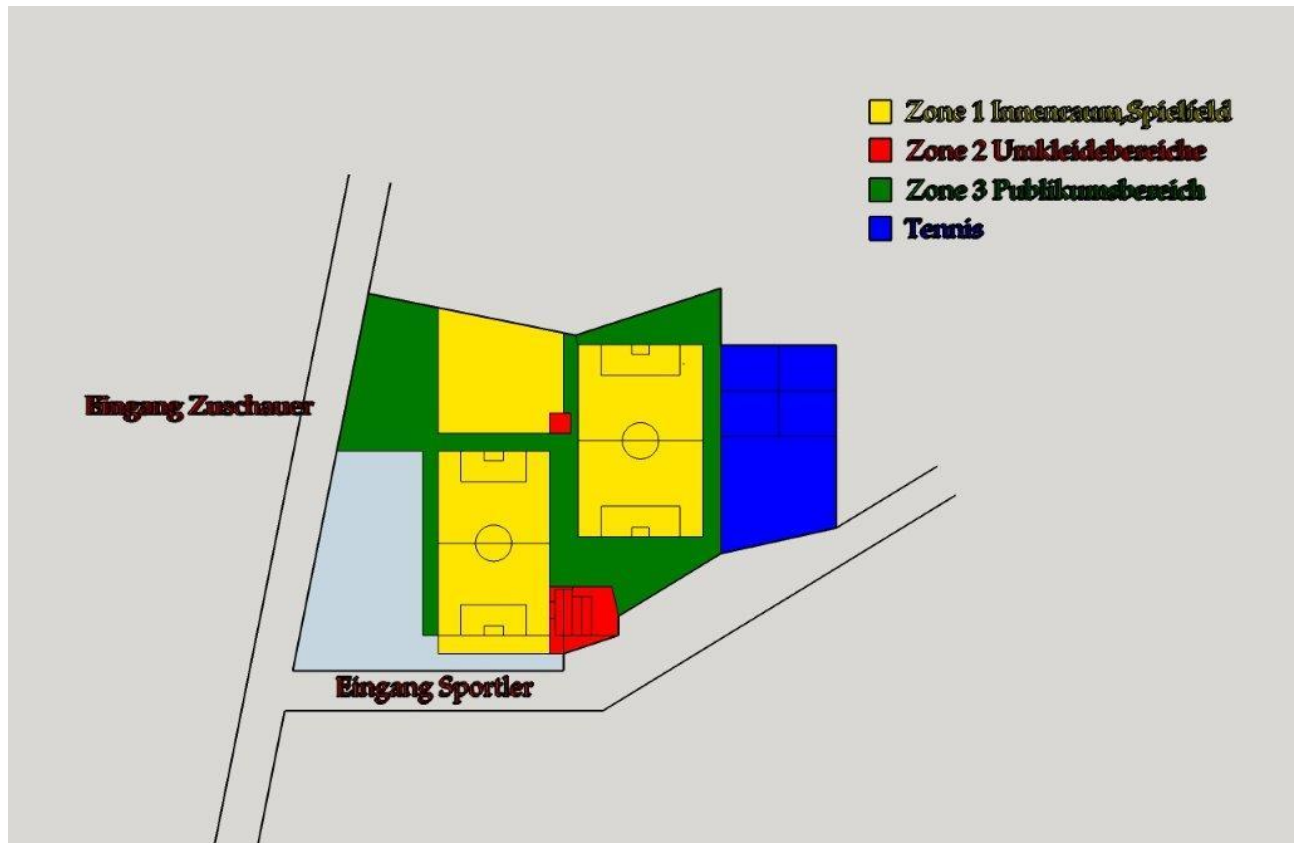 Zone 1 Innenraum,Spielfeld
Zone 2 Umkleidebereiche
Zone 3 Publikumsbereich
Tennis
Eingang Zuschauer
Eingang Sportler